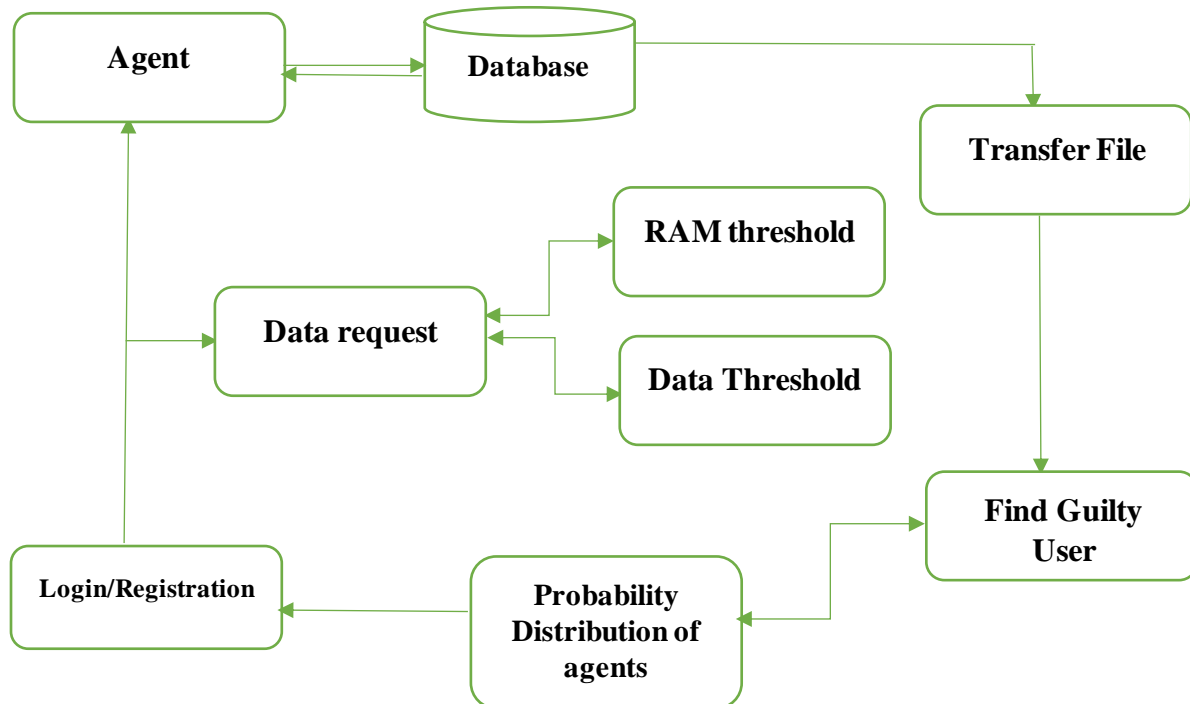 Agent
Database
Transfer File
RAM threshold
Data request
Data Threshold
Find Guilty
User
Login/Registration
Probability
Distribution of
agents